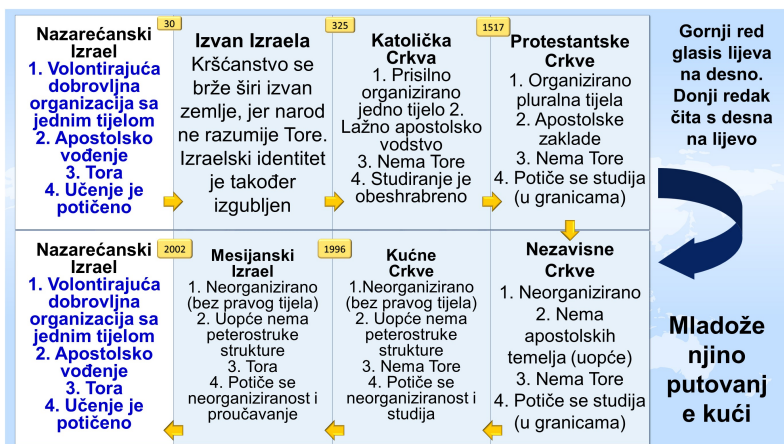 Nazarećanski
Izrael
1. Volontirajuća
dobrovljna
organizacija sa
jednim tijelom
2. Apostolsko
vođenje
3. Tora
4. Učenje je
potičeno
30
Izvan Izraela
Kršćanstvo se
brže širi izvan
zemlje, jer narod
ne razumije Tore.
Izraelski identitet
je također
izgubljen
325
Katolička
Crkva
1. Prisilno
organizirano
jedno tijelo 2.
Lažno apostolsko
vodstvo
3. Nema Tore
4. Studiranje je
obeshrabreno
1517
Protestantske
Crkve
1. Organizirano
pluralna tijela
2. Apostolske
zaklade
3. Nema Tore
4. Potiče se studija
(u granicama)
Gornji red
glasis lijeva
na desno.
Donji redak
čita s desna
na lijevo
Nazarećanski
Izrael
1. Volontirajuća
dobrovljna
organizacija sa
jednim tijelom
2. Apostolsko
vođenje
3. Tora
4. Učenje je
potičeno
2002
Mesijanski
Izrael
1. Neorganizirano
(bez pravog tijela)
2. Uopće nema
peterostruke
strukture
3. Tora
4. Potiče se
neorganiziranost i
proučavanje
1996
Kućne
Crkve
1.Neorganizirano
(bez pravog tijela)
2. Uopće nema
peterostruke
strukture
3. Nema Tore
4. Potiče se
neorganiziranost i
studija
Nezavisne
Crkve
1. Neorganizirano
2. Nema
apostolskih
temelja (uopće)
3. Nema Tore
4. Potiče se studija
(u granicama)
Mladože
njino
putovanj
e kući